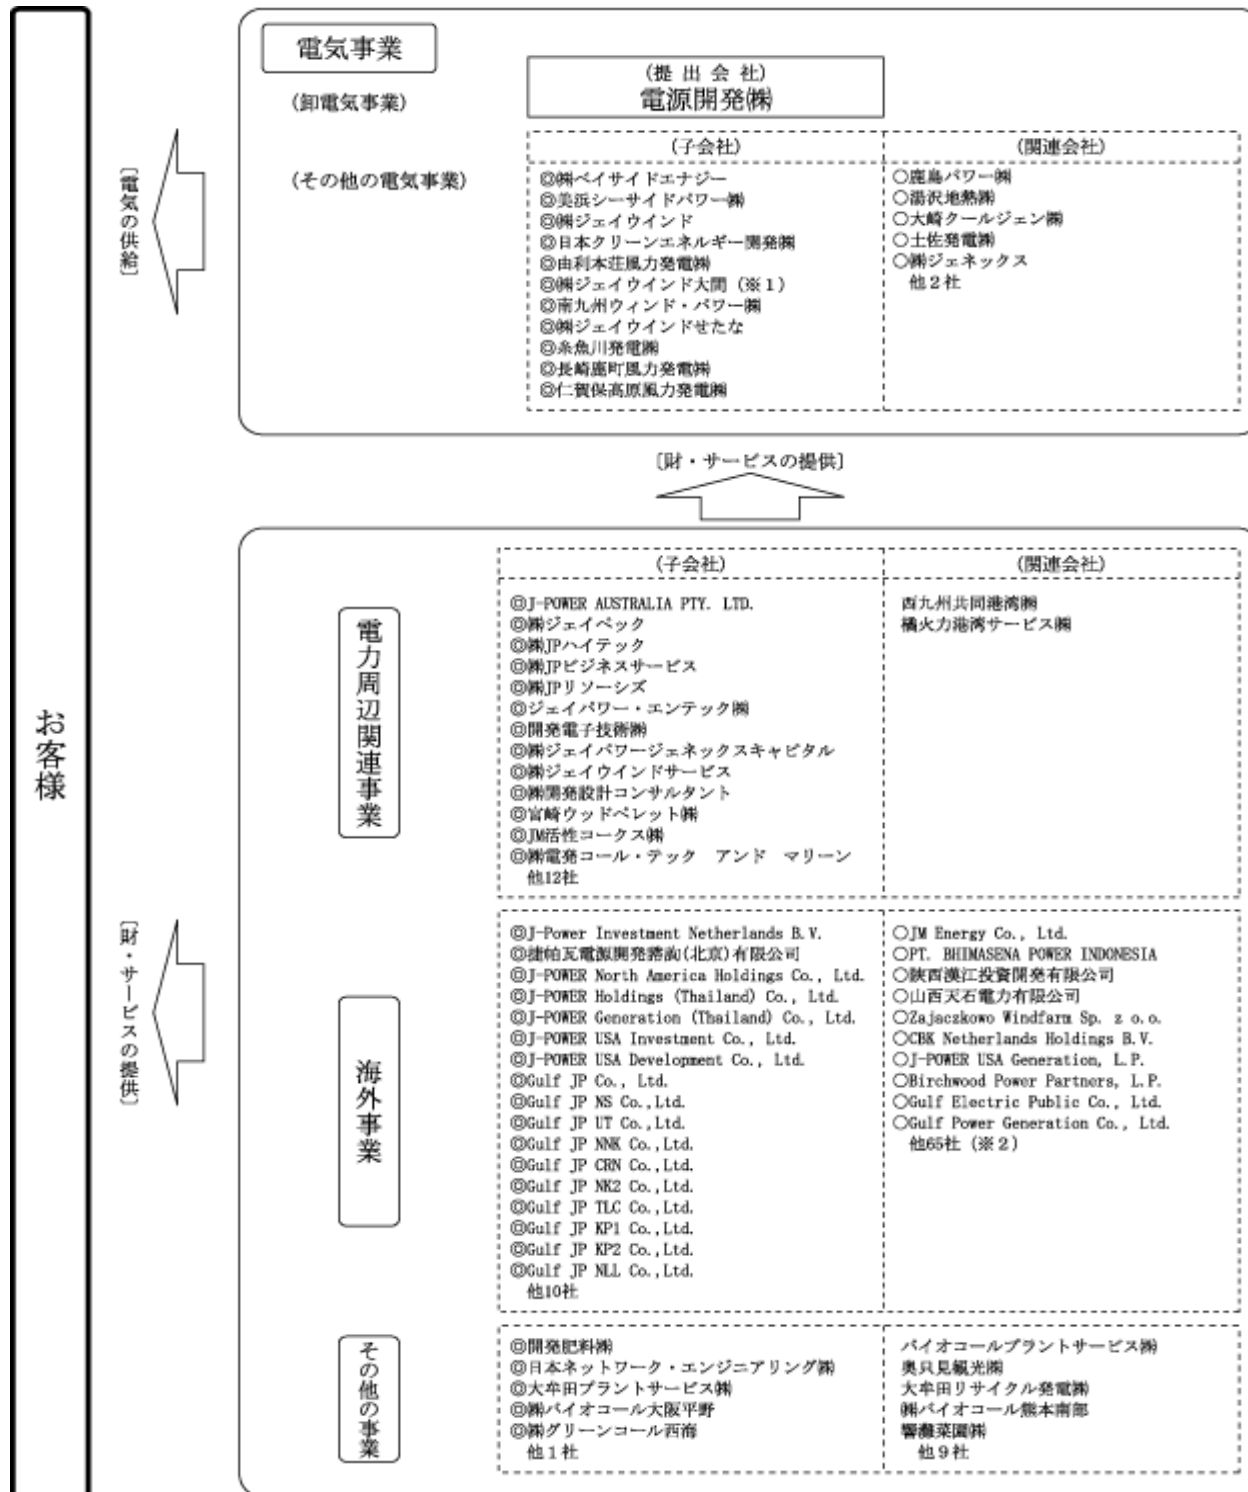 お客様
[電気の供給]
電気事業
(卸電気事業)
(提出会社)
電源開発㈱
(その他の電気事業)
(子会社)
◎㈱ベイサイドエナジー
◎美浜シーサイドパワー㈱
◎㈱ジェイウインド
◎日本クリーンエネルギー開発㈱
◎由利本荘風力発電㈱
◎㈱ジェイウインド大間（※１）
◎南九州ウィンド・パワー㈱
◎㈱ジェイウインドせたな
◎糸魚川発電㈱
◎長崎鹿町風力発電㈱
◎仁賀保高原風力発電㈱
(関連会社)
○鹿島パワー㈱
○湯沢地熱㈱
○大崎クールジェン㈱
○土佐発電㈱
○㈱ジェネックス
他２社
[財・サービスの提供]
[財・サービスの提供]
(子会社)
(関連会社)
電力周辺関連事業
◎J-POWER AUSTRALIA PTY. LTD.
◎㈱ジェイペック
◎㈱JPハイテック
◎㈱JPビジネスサービス
◎㈱JPリソーシズ
◎ジェイパワー・エンテック㈱
◎開発電子技術㈱
◎㈱ジェイパワージェネックスキャピタル
◎㈱ジェイウインドサービス
◎㈱開発設計コンサルタント
◎宮崎ウッドペレット㈱
◎JM活性コークス㈱
◎㈱電発コール・テック　アンド　マリーン
他12社
西九州共同港湾㈱
橘火力港湾サービス㈱
海外事業
◎J-Power Investment Netherlands B.V.
◎捷帕瓦電源開発諮詢(北京)有限公司
◎J-POWER North America Holdings Co., Ltd.
◎J-POWER Holdings (Thailand) Co., Ltd.
◎J-POWER Generation (Thailand) Co., Ltd.
◎J-POWER USA Investment Co., Ltd.
◎J-POWER USA Development Co., Ltd.
◎Gulf JP Co., Ltd.
◎Gulf JP NS Co.,Ltd.
◎Gulf JP UT Co.,Ltd.
◎Gulf JP NNK Co.,Ltd.
◎Gulf JP CRN Co.,Ltd.
◎Gulf JP NK2 Co.,Ltd.
◎Gulf JP TLC Co.,Ltd.
◎Gulf JP KP1 Co.,Ltd.
◎Gulf JP KP2 Co.,Ltd.
◎Gulf JP NLL Co.,Ltd.
他10社
○JM Energy Co., Ltd.
○PT. BHIMASENA POWER INDONESIA
○陝西漢江投資開発有限公司
○山西天石電力有限公司
○Zajaczkowo Windfarm Sp. z o.o.
○CBK Netherlands Holdings B.V.
○J-POWER USA Generation, L.P.
○Birchwood Power Partners, L.P.
○Gulf Electric Public Co., Ltd.
○Gulf Power Generation Co., Ltd.
他65社（※２）
その他の事業
◎開発肥料㈱
◎日本ネットワーク・エンジニアリング㈱
◎大牟田プラントサービス㈱
◎㈱バイオコール大阪平野
◎㈱グリーンコール西海
他１社
バイオコールプラントサービス㈱
奥只見観光㈱
大牟田リサイクル発電㈱
㈱バイオコール熊本南部
響灘菜園㈱
他９社